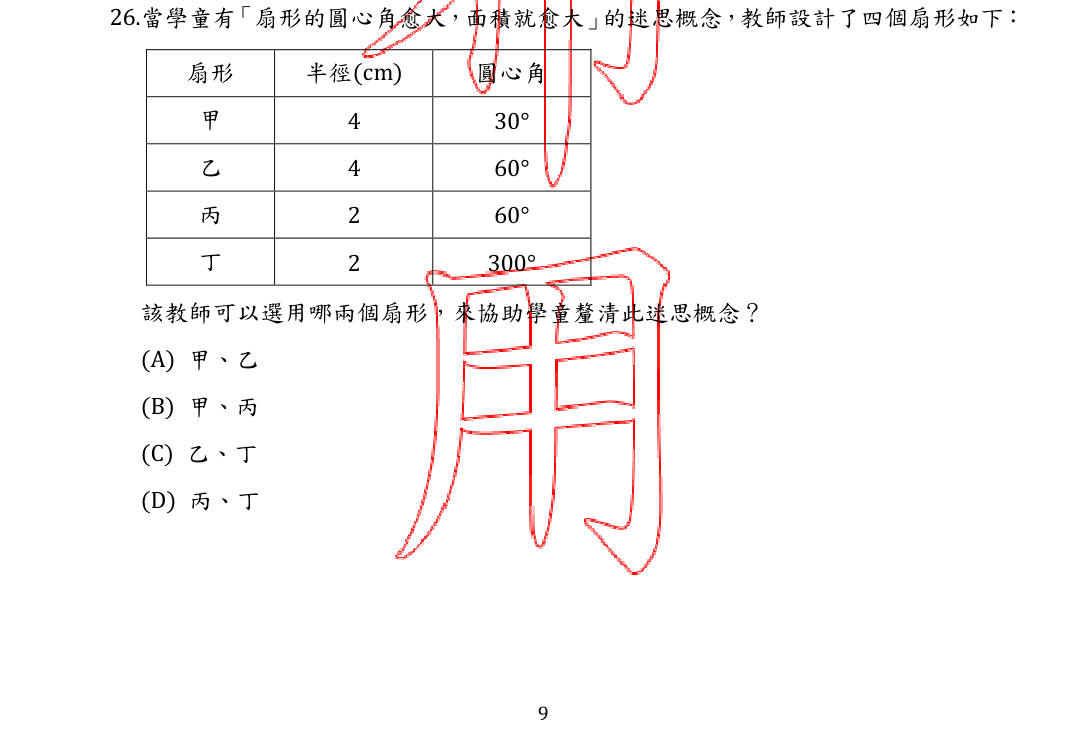 26.當學童有「扇形的圓心角愈大，面積就愈大」的迷思概念，教師設計了四個扇形如下：
扇形 半徑(cm) 圓心角
甲 4 30°
乙 4 60°
丙 2 60°
丁 2 300°
該教師可以選用哪兩個扇形，來協助學童釐清此迷思概念？
(A) 甲、乙
(B) 甲、丙
(C) 乙、丁
(D) 丙、丁
用
9